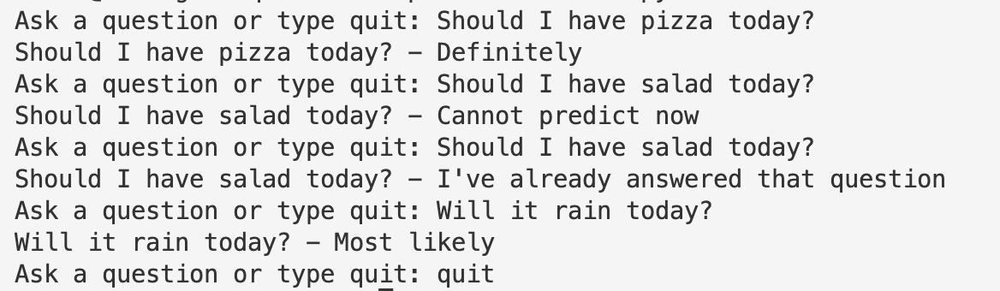 Ask a question or type quit: Should I have pizza today?
Should I have pizza today? – Definitely
Ask a question or type quit: Should I have salad today?
Should I have salad today? – Cannot predict now
Ask a question or type quit: Should I have salad today?
Should I have salad today? – I've already answered that question
Ask a question or type quit: Will it rain today?
Will it rain today? – Most likely
Ask a question or type quit: quit